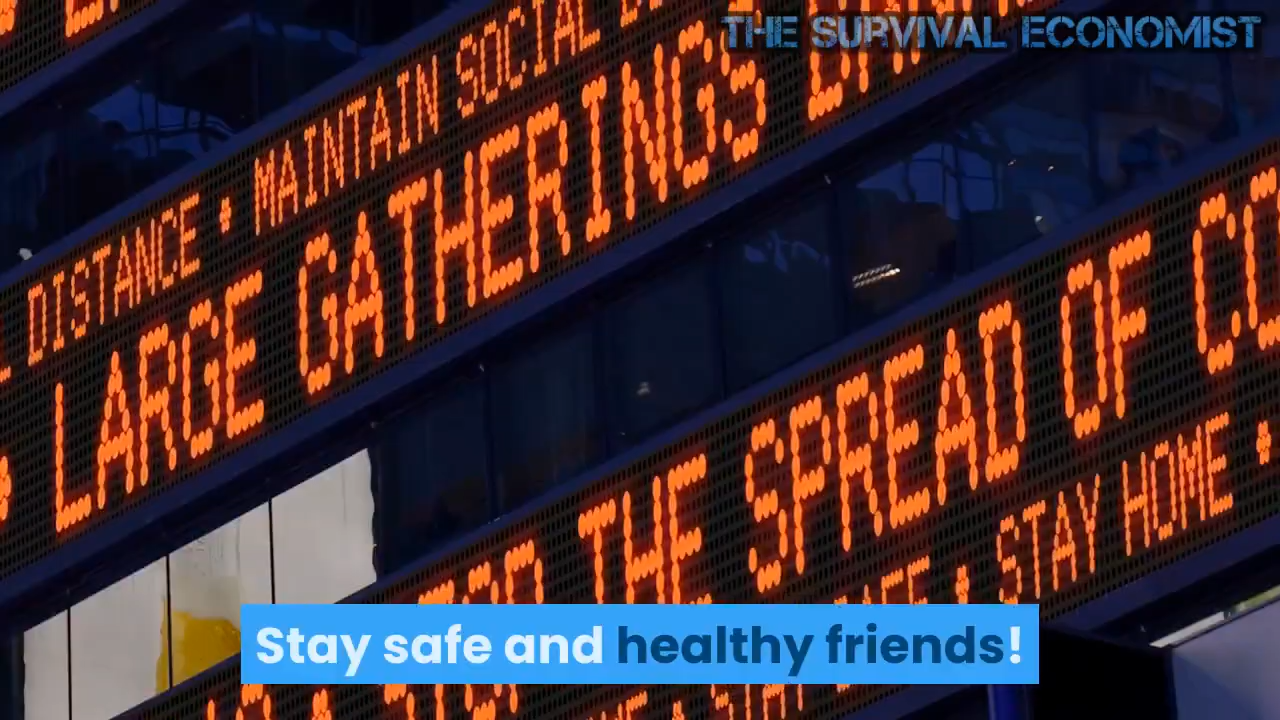 THE SURVIVAL ECONOMIST
DISTANCE • MAINTAIN SOCIAL
LARGE GATHERINGS
THE SPREAD OF
STAY HOME •
Stay safe and healthy friends!